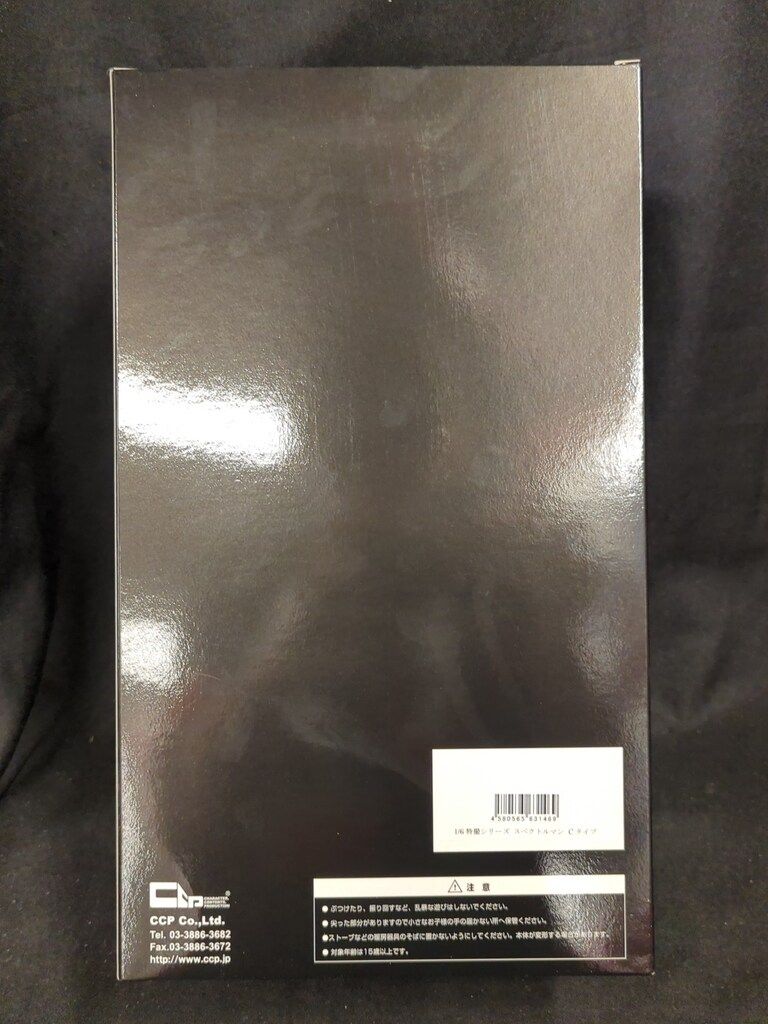 4 580565 631469
1/6 特撮シリーズ スペクトルマン Cタイプ
⚠ 注意
●ぶつけたり、振り回すなど、乱暴な遊びはしないでください。
●尖った部分がありますので小さなお子様の手の届かない所へ保管ください。
●ストーブなどの暖房器具のそばに置かないようにしてください。本体が変形する場合があります。
●対象年齢は15歳以上です。
CCP ®
CHARACTER,
CONTENTS,
PRODUCTION
CCP Co.,Ltd.
Tel. 03-3886-3682
Fax.03-3886-3672
http://www.ccp.jp